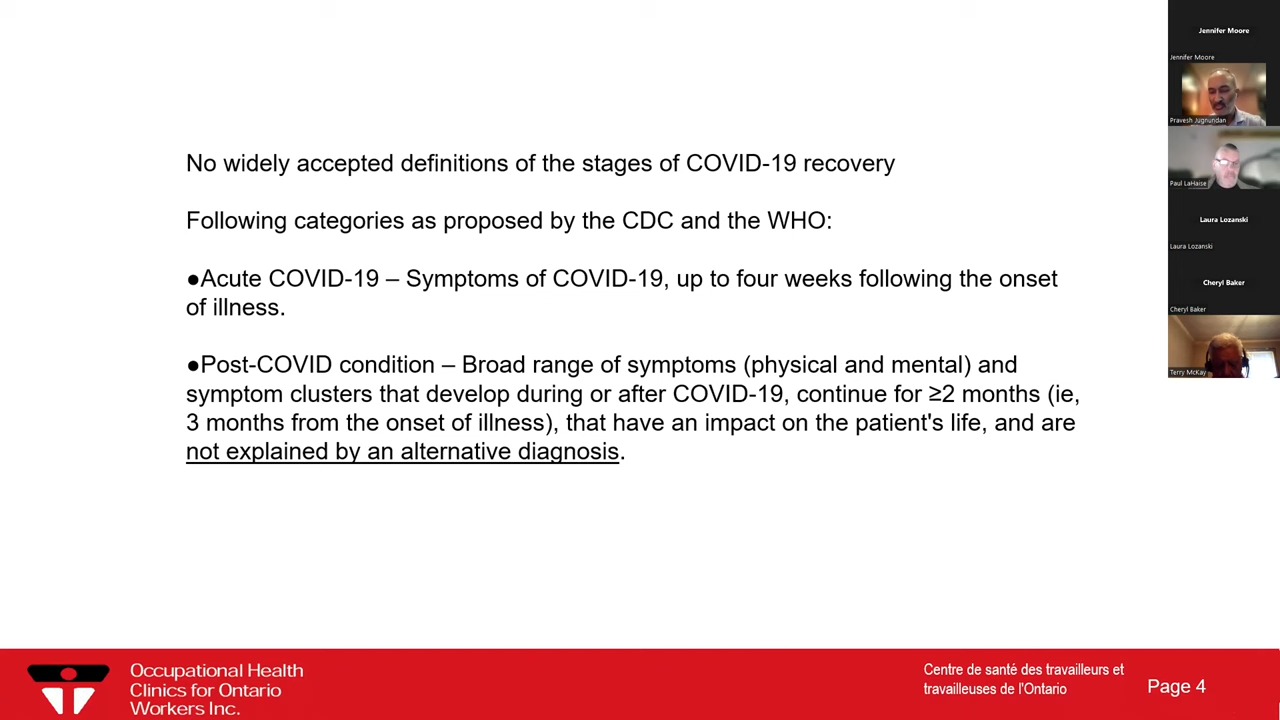 No widely accepted definitions of the stages of COVID-19 recovery
Following categories as proposed by the CDC and the WHO:
●Acute COVID-19 – Symptoms of COVID-19, up to four weeks following the onset
of illness.
●Post-COVID condition – Broad range of symptoms (physical and mental) and
symptom clusters that develop during or after COVID-19, continue for ≥2 months (ie,
3 months from the onset of illness), that have an impact on the patient's life, and are
not explained by an alternative diagnosis.
Occupational Health
Clinics for Ontario
Workers Inc.
Centre de santé des travailleurs et
travailleuses de l'Ontario
Page 4
Jennifer Moore
Jennifer Moore
Pravesh Jugnundan
Paul LaHaise
Laura Lozanski
Laura Lozanski
Cheryl Baker
Cheryl Baker
Terry McKay